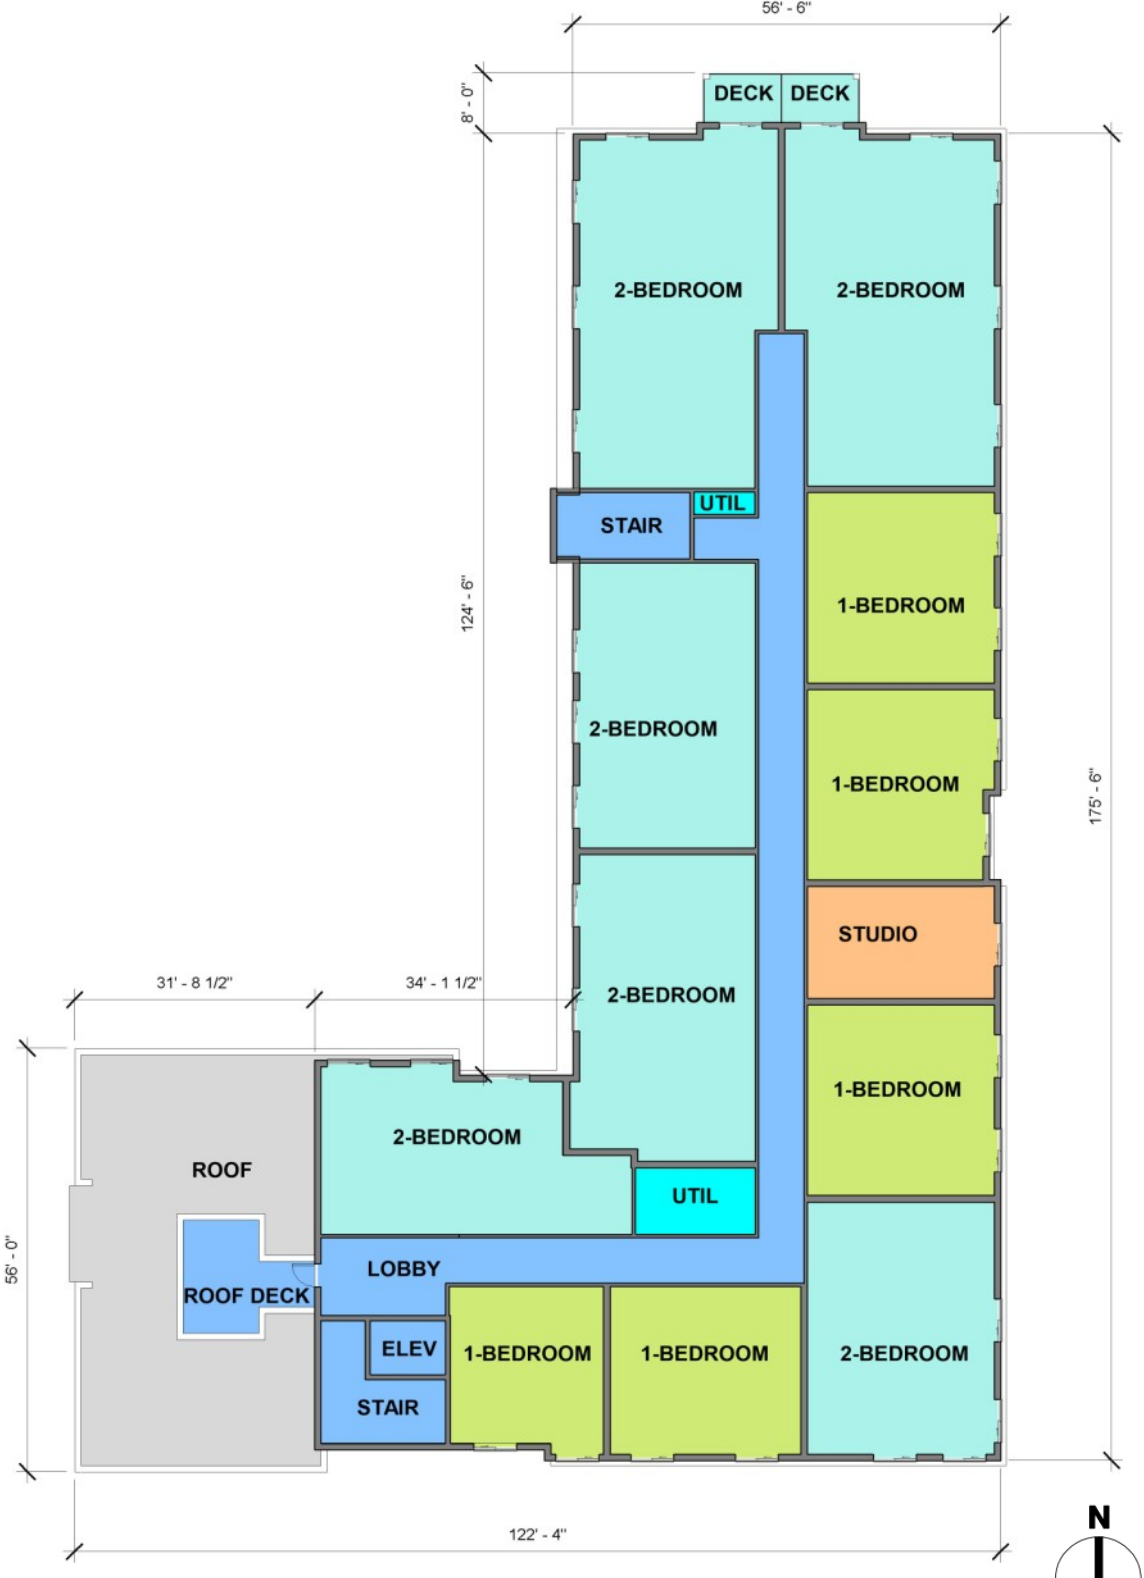 56' - 6"
8' - 0"
DECK
DECK
2-BEDROOM
2-BEDROOM
UTIL
STAIR
124' - 6"
1-BEDROOM
2-BEDROOM
1-BEDROOM
175' - 6"
STUDIO
31' - 8 1/2"
34' - 1 1/2"
2-BEDROOM
1-BEDROOM
2-BEDROOM
ROOF
UTIL
56' - 0"
LOBBY
ROOF DECK
ELEV
1-BEDROOM
1-BEDROOM
2-BEDROOM
STAIR
N
122' - 4"